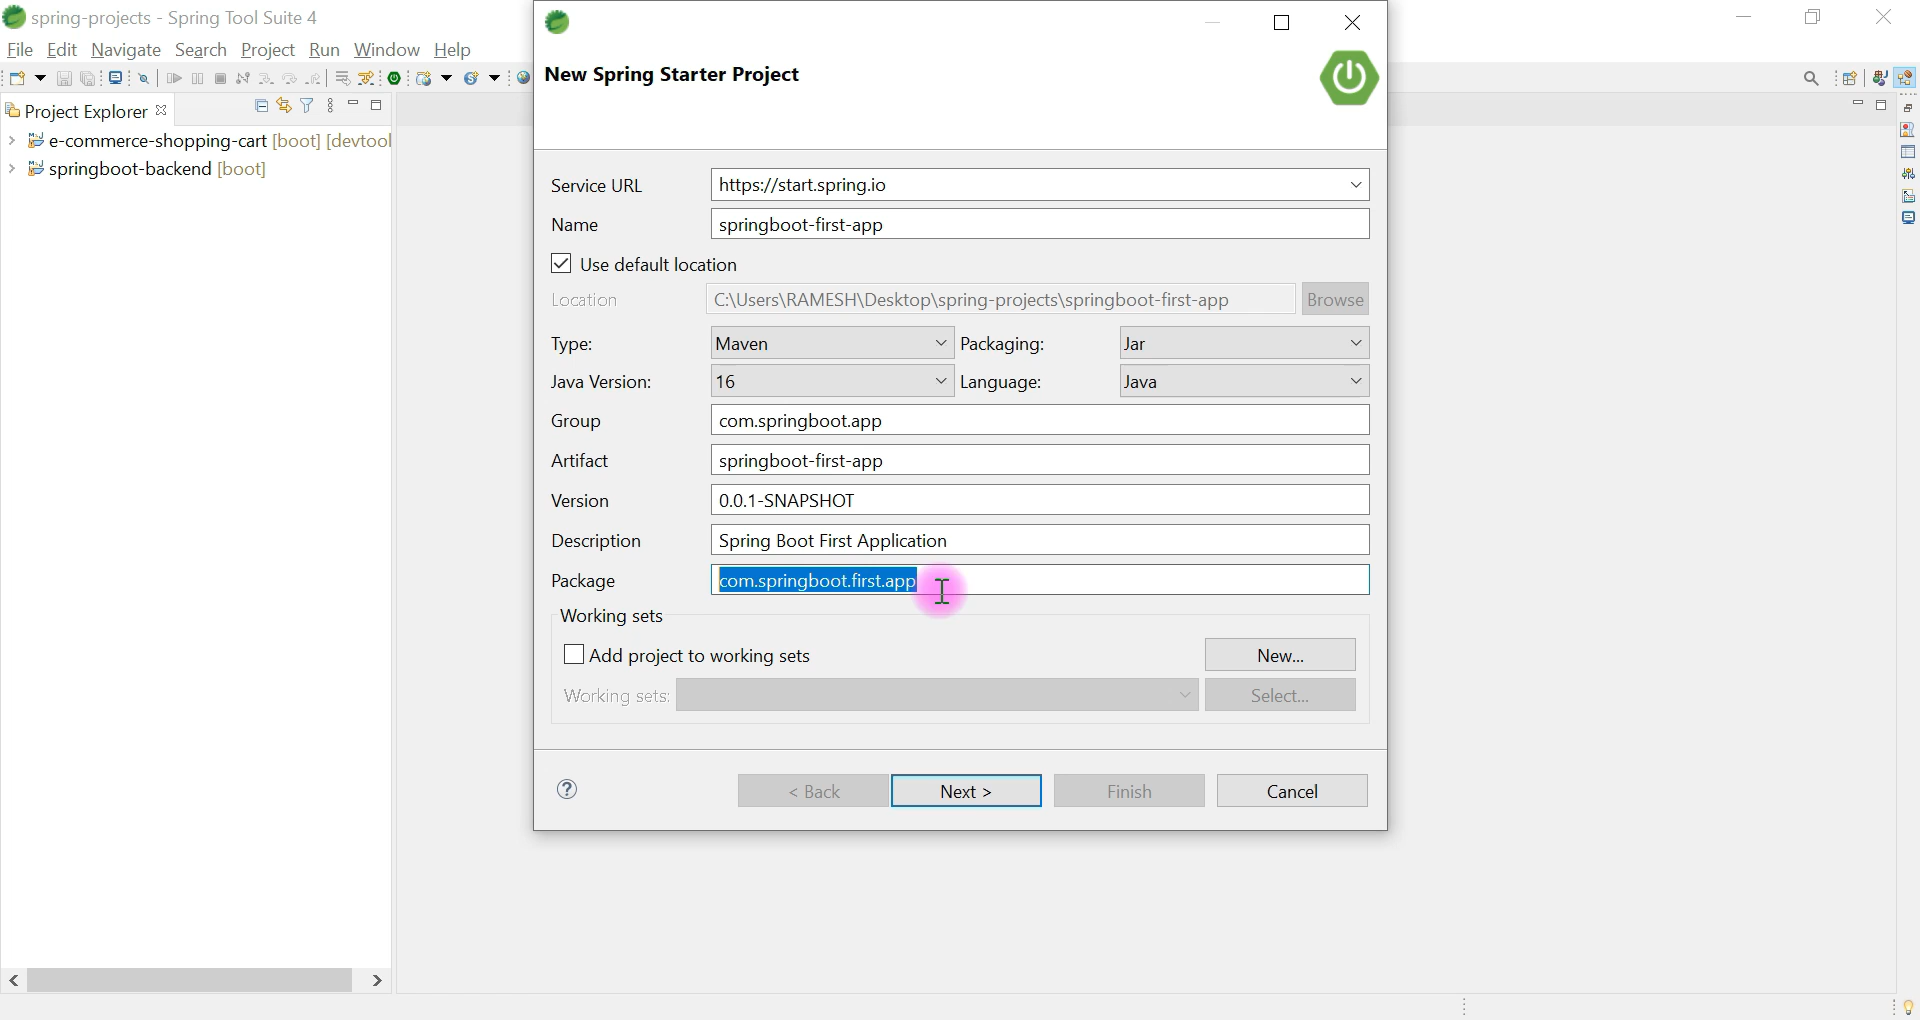 spring-projects - Spring Tool Suite 4
File Edit Navigate Search Project Run Window Help
Project Explorer
e-commerce-shopping-cart [boot] [devtool
springboot-backend [boot]
New Spring Starter Project
Service URL https://start.spring.io
Name springboot-first-app
Use default location
Location C:\Users\RAMESH\Desktop\spring-projects\springboot-first-app Browse
Type: Maven Packaging: Jar
Java Version: 16 Language: Java
Group com.springboot.app
Artifact springboot-first-app
Version 0.0.1-SNAPSHOT
Description Spring Boot First Application
Package com.springboot.first.app
Working sets
Add project to working sets New...
Working sets: Select...
< Back Next > Finish Cancel